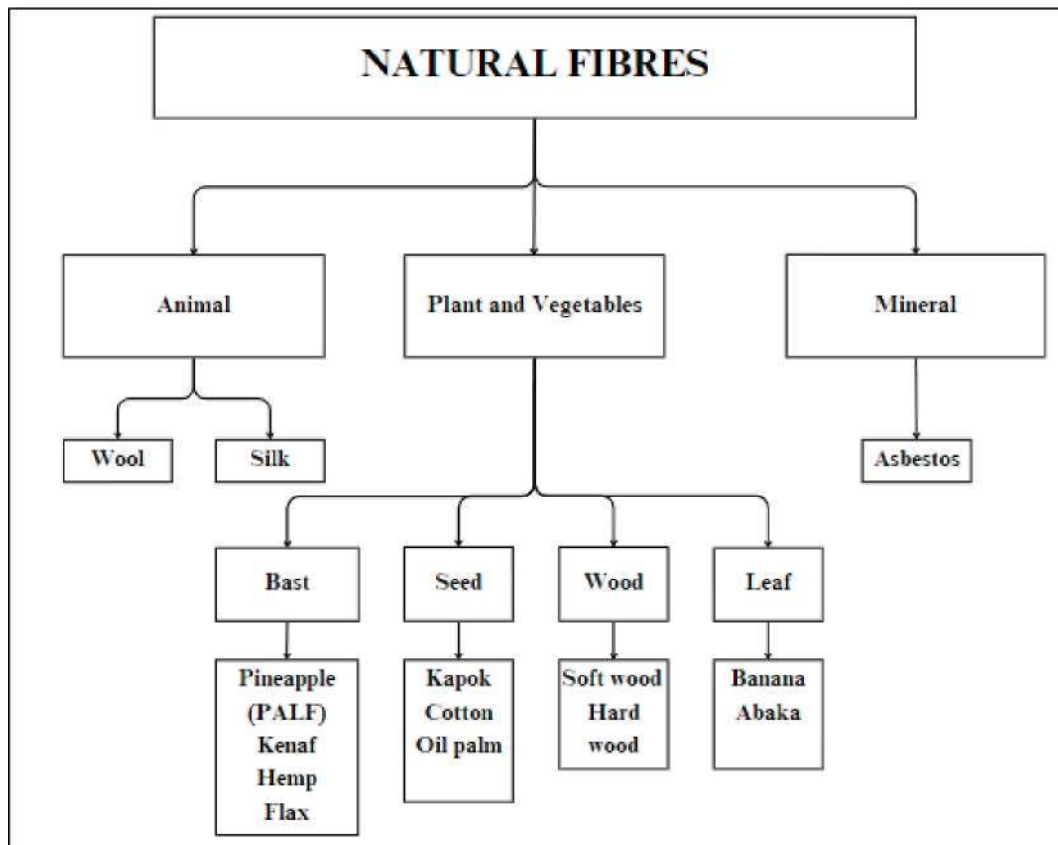 NATURAL FIBRES
Animal
Plant and Vegetables
Mineral
Wool
Silk
Asbestos
Bast
Seed
Wood
Leaf
Pineapple
(PALF)
Kenaf
Hemp
Flax
Kapok
Cotton
Oil palm
Soft wood
Hard
wood
Banana
Abaka